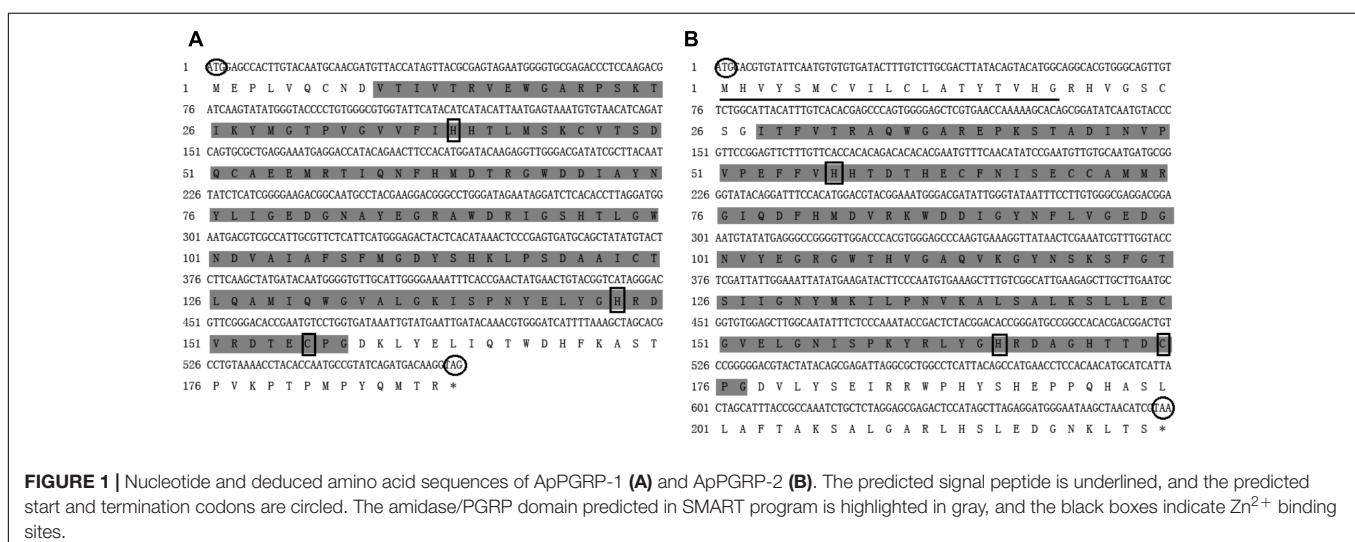 A
1 ATGGAGCCACTTGTACAATGCAACGATGTTACCATAGTTACGCGAGTAGAATGGGGTGCGAGACCCTCCAAGACG
1 M E P L V Q C N D V T I V T R V E W G A R P S K T
76 ATCAAGTATATGGGTACCCCTGTGGGCGTGGTATTCATACATCATACATTAATGAGTAAATGTGTAACATCAGAT
26 I K Y M G T P V G V V F I H H T L M S K C V T S D
151 CAGTGCGCTGAGGAAATGAGGACCATACAGAACTTCCACATGGATACAAGAGGTTGGGACGATATCGCTTACAAT
51 Q C A E E M R T I Q N F H M D T R G W D D I A Y N
226 TATCTCATCGGGGAAGACGGCAATGCCTACGAAGGACGGGCCTGGGATAGAATAGGATCTCACACCTTAGGATGG
76 Y L I G E D G N A Y E G R A W D R I G S H T L G W
301 AATGACGTCGCCATTGCGTTCTCATTCATGGGAGACTACTCACATAAACTCCCGAGTGATGCAGCTATATGTACT
101 N D V A I A F S F M G D Y S H K L P S D A A I C T
376 CTTCAAGCTATGATACAATGGGGTGTTGCATTGGGGAAAATTTCACCGAACTATGAACTGTACGGTCATAGGGAC
126 L Q A M I Q W G V A L G K I S P N Y E L Y G H R D
451 GTTCGGGACACCGAATGTCCTGGTGATAAATTGTATGAATTGATACAAACGTGGGATCATTTTAAAGCTAGCACG
151 V R D T E C P G D K L Y E L I Q T W D H F K A S T
526 CCTGTAAAACCTACACCAATGCCGTATCAGATGACAAGGTAG
176 P V K P T P M P Y Q M T R *
B
1 ATGCACGTGTATTCAATGTGTGTGATACTTTGTCTTGCGACTTATACAGTACATGGCAGGCACGTGGGCAGTTGT
1 M H V Y S M C V I L C L A T Y T V H G R H V G S C
76 TCTGGCATTACATTTGTCACACGAGCCCAGTGGGGAGCTCGTGAACCAAAAAGCACAGCGGATATCAATGTACCC
26 S G I T F V T R A Q W G A R E P K S T A D I N V P
151 GTTCCGGAGTTCTTTGTTCACCACACAGACACACACGAATGTTTCAACATATCCGAATGTTGTGCAATGATGCGG
51 V P E F F V H H T D T H E C F N I S E C C A M M R
226 GGTATACAGGATTTCCACATGGACGTACGGAAATGGGACGATATTGGGTATAATTTCCTTGTGGGCGAGGACGGA
76 G I Q D F H M D V R K W D D I G Y N F L V G E D G
301 AATGTATATGAGGGCCGGGGTTGGACCCACGTGGGAGCCCAAGTGAAAGGTTATAACTCGAAATCGTTTGGTACC
101 N V Y E G R G W T H V G A Q V K G Y N S K S F G T
376 TCGATTATTGGAAATTATATGAAGATACTTCCCAATGTGAAAGCTTTGTCGGCATTGAAGAGCTTGCTTGAATGC
126 S I I G N Y M K I L P N V K A L S A L K S L L E C
451 GGTGTGGAGCTTGGCAATATTTCTCCCAAATACCGACTCTACGGACACCGGGATGCCGGCCACACGACGGACTGT
151 G V E L G N I S P K Y R L Y G H R D A G H T T D C
526 CCGGGGGACGTACTATACAGCGAGATTAGGCGCTGGCCTCATTACAGCCATGAACCTCCACAACATGCATCATTA
176 P G D V L Y S E I R R W P H Y S H E P P Q H A S L
601 CTAGCATTTACCGCCAAATCTGCTCTAGGAGCGAGACTCCATAGCTTAGAGGATGGGAATAAGCTAACATCGTAA
201 L A F T A K S A L G A R L H S L E D G N K L T S *
FIGURE 1 | Nucleotide and deduced amino acid sequences of ApPGRP-1 (A) and ApPGRP-2 (B). The predicted signal peptide is underlined, and the predicted
start and termination codons are circled. The amidase/PGRP domain predicted in SMART program is highlighted in gray, and the black boxes indicate Zn2+ binding
sites.